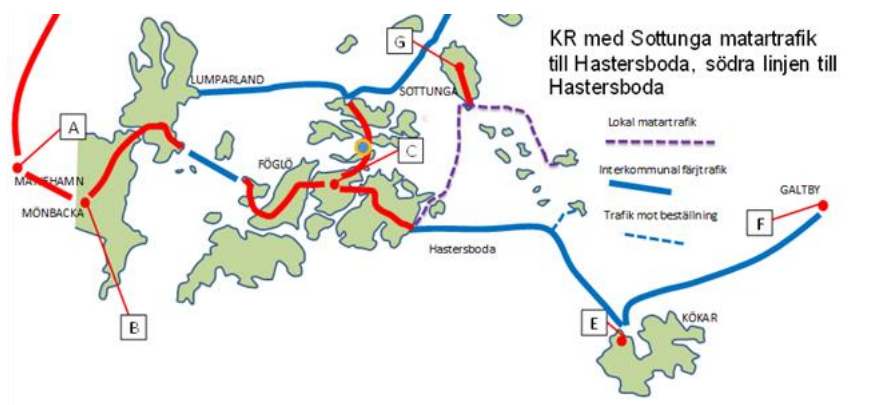 KR med Sottunga matartrafik
till Hastersboda, södra linjen till
Hastersboda
G
LUMPARLAND
SOTTUNGA
Lokal matartrafik
A
C
FÖGLÖ
Interkommunal färjtrafik
GALTBY
MÖNBACKA
Trafik mot beställning
F
Hastersboda
B
E
KÖKAR